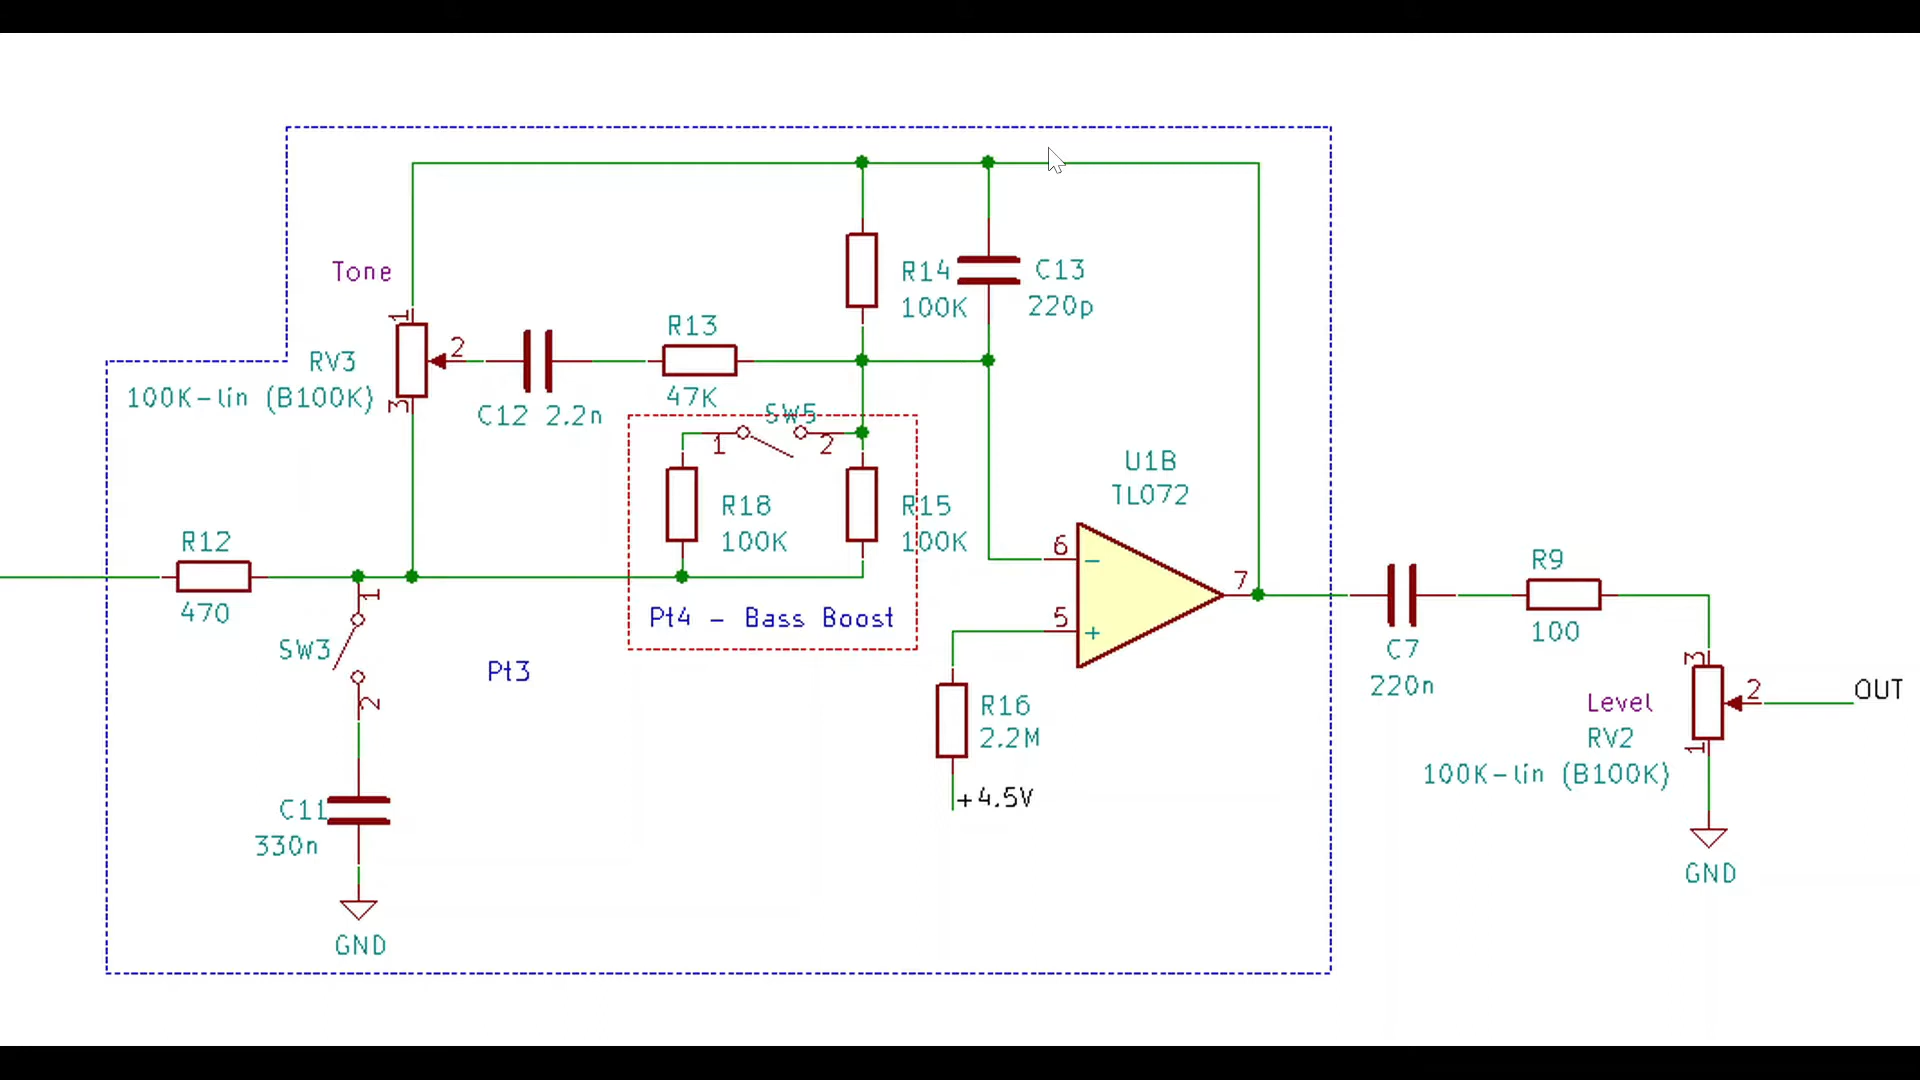 Tone
1
R14
100K
C13
220p
R13
47K
2
RV3
100K-lin (B100K)
3
C12 2.2n
SW5
1
2
U1B
TL072
R18
100K
R15
100K
R12
470
6
−
7
5
+
R9
100
1
SW3
2
Pt4 - Bass Boost
Pt3
C7
220n
3
2
OUT
Level
RV2
1
100K-lin (B100K)
R16
2.2M
+4.5V
C11
330n
GND
GND